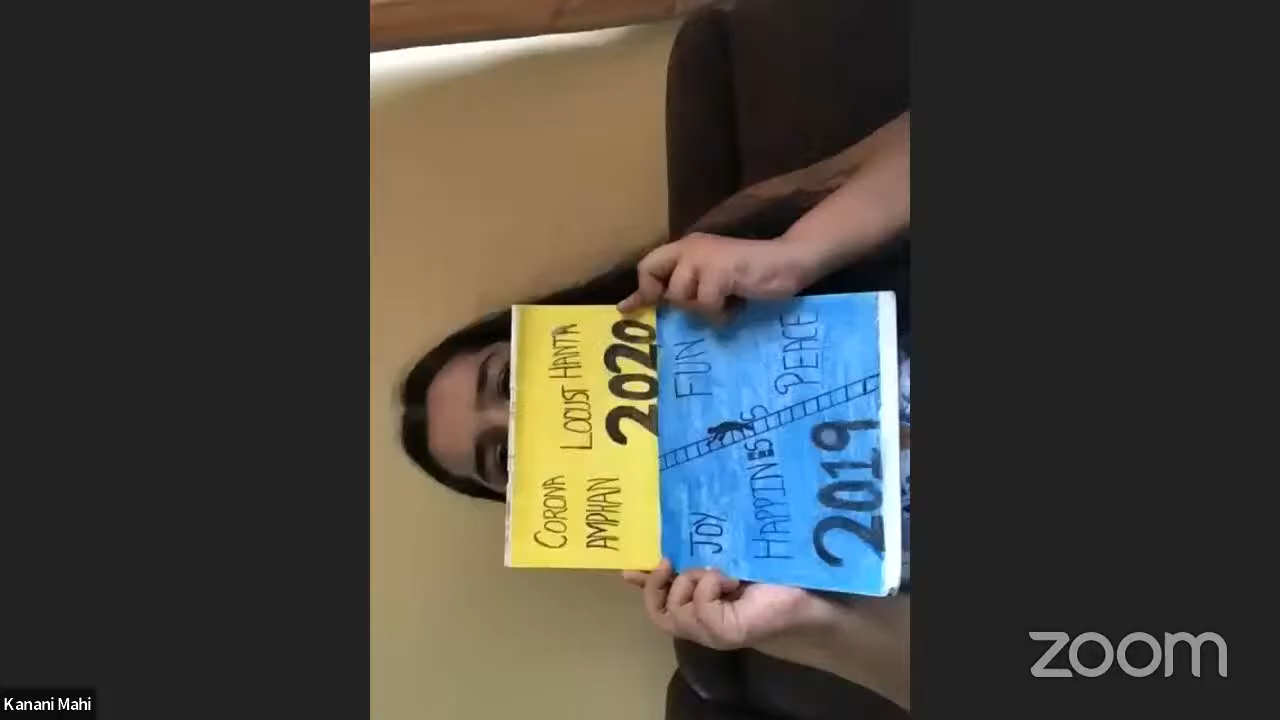 CORONA LOCUST HANTA
AMPHAN 2020
JOY FUN
HAPPINESS PEACE
2019
Kanani Mahi
zoom